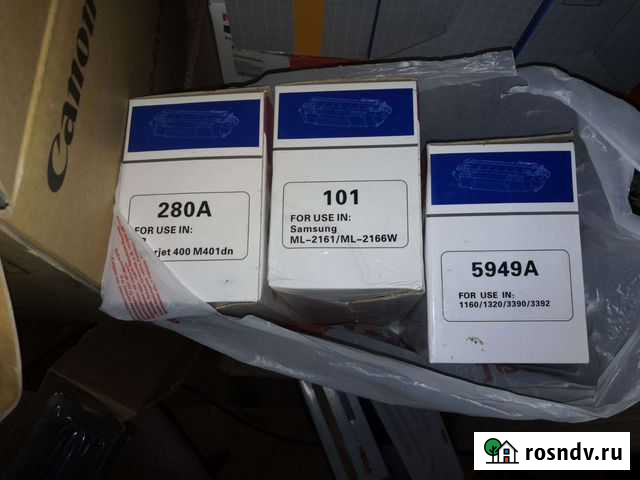 Canon
280A
FOR USE IN:
jet 400 M401dn
101
FOR USE IN:
Samsung
ML-2161/ML-2166W
5949A
FOR USE IN:
1160/1320/3390/3392
rosndv.ru